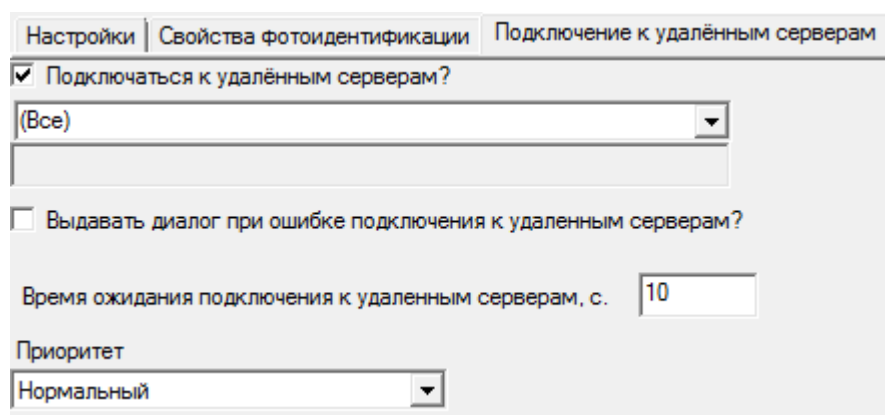 Настройки Свойства фотоидентификации Подключение к удалённым серверам
Подключаться к удалённым серверам?
(Все)
Выдавать диалог при ошибке подключения к удаленным серверам?
Время ожидания подключения к удаленным серверам, с. 10
Приоритет
Нормальный